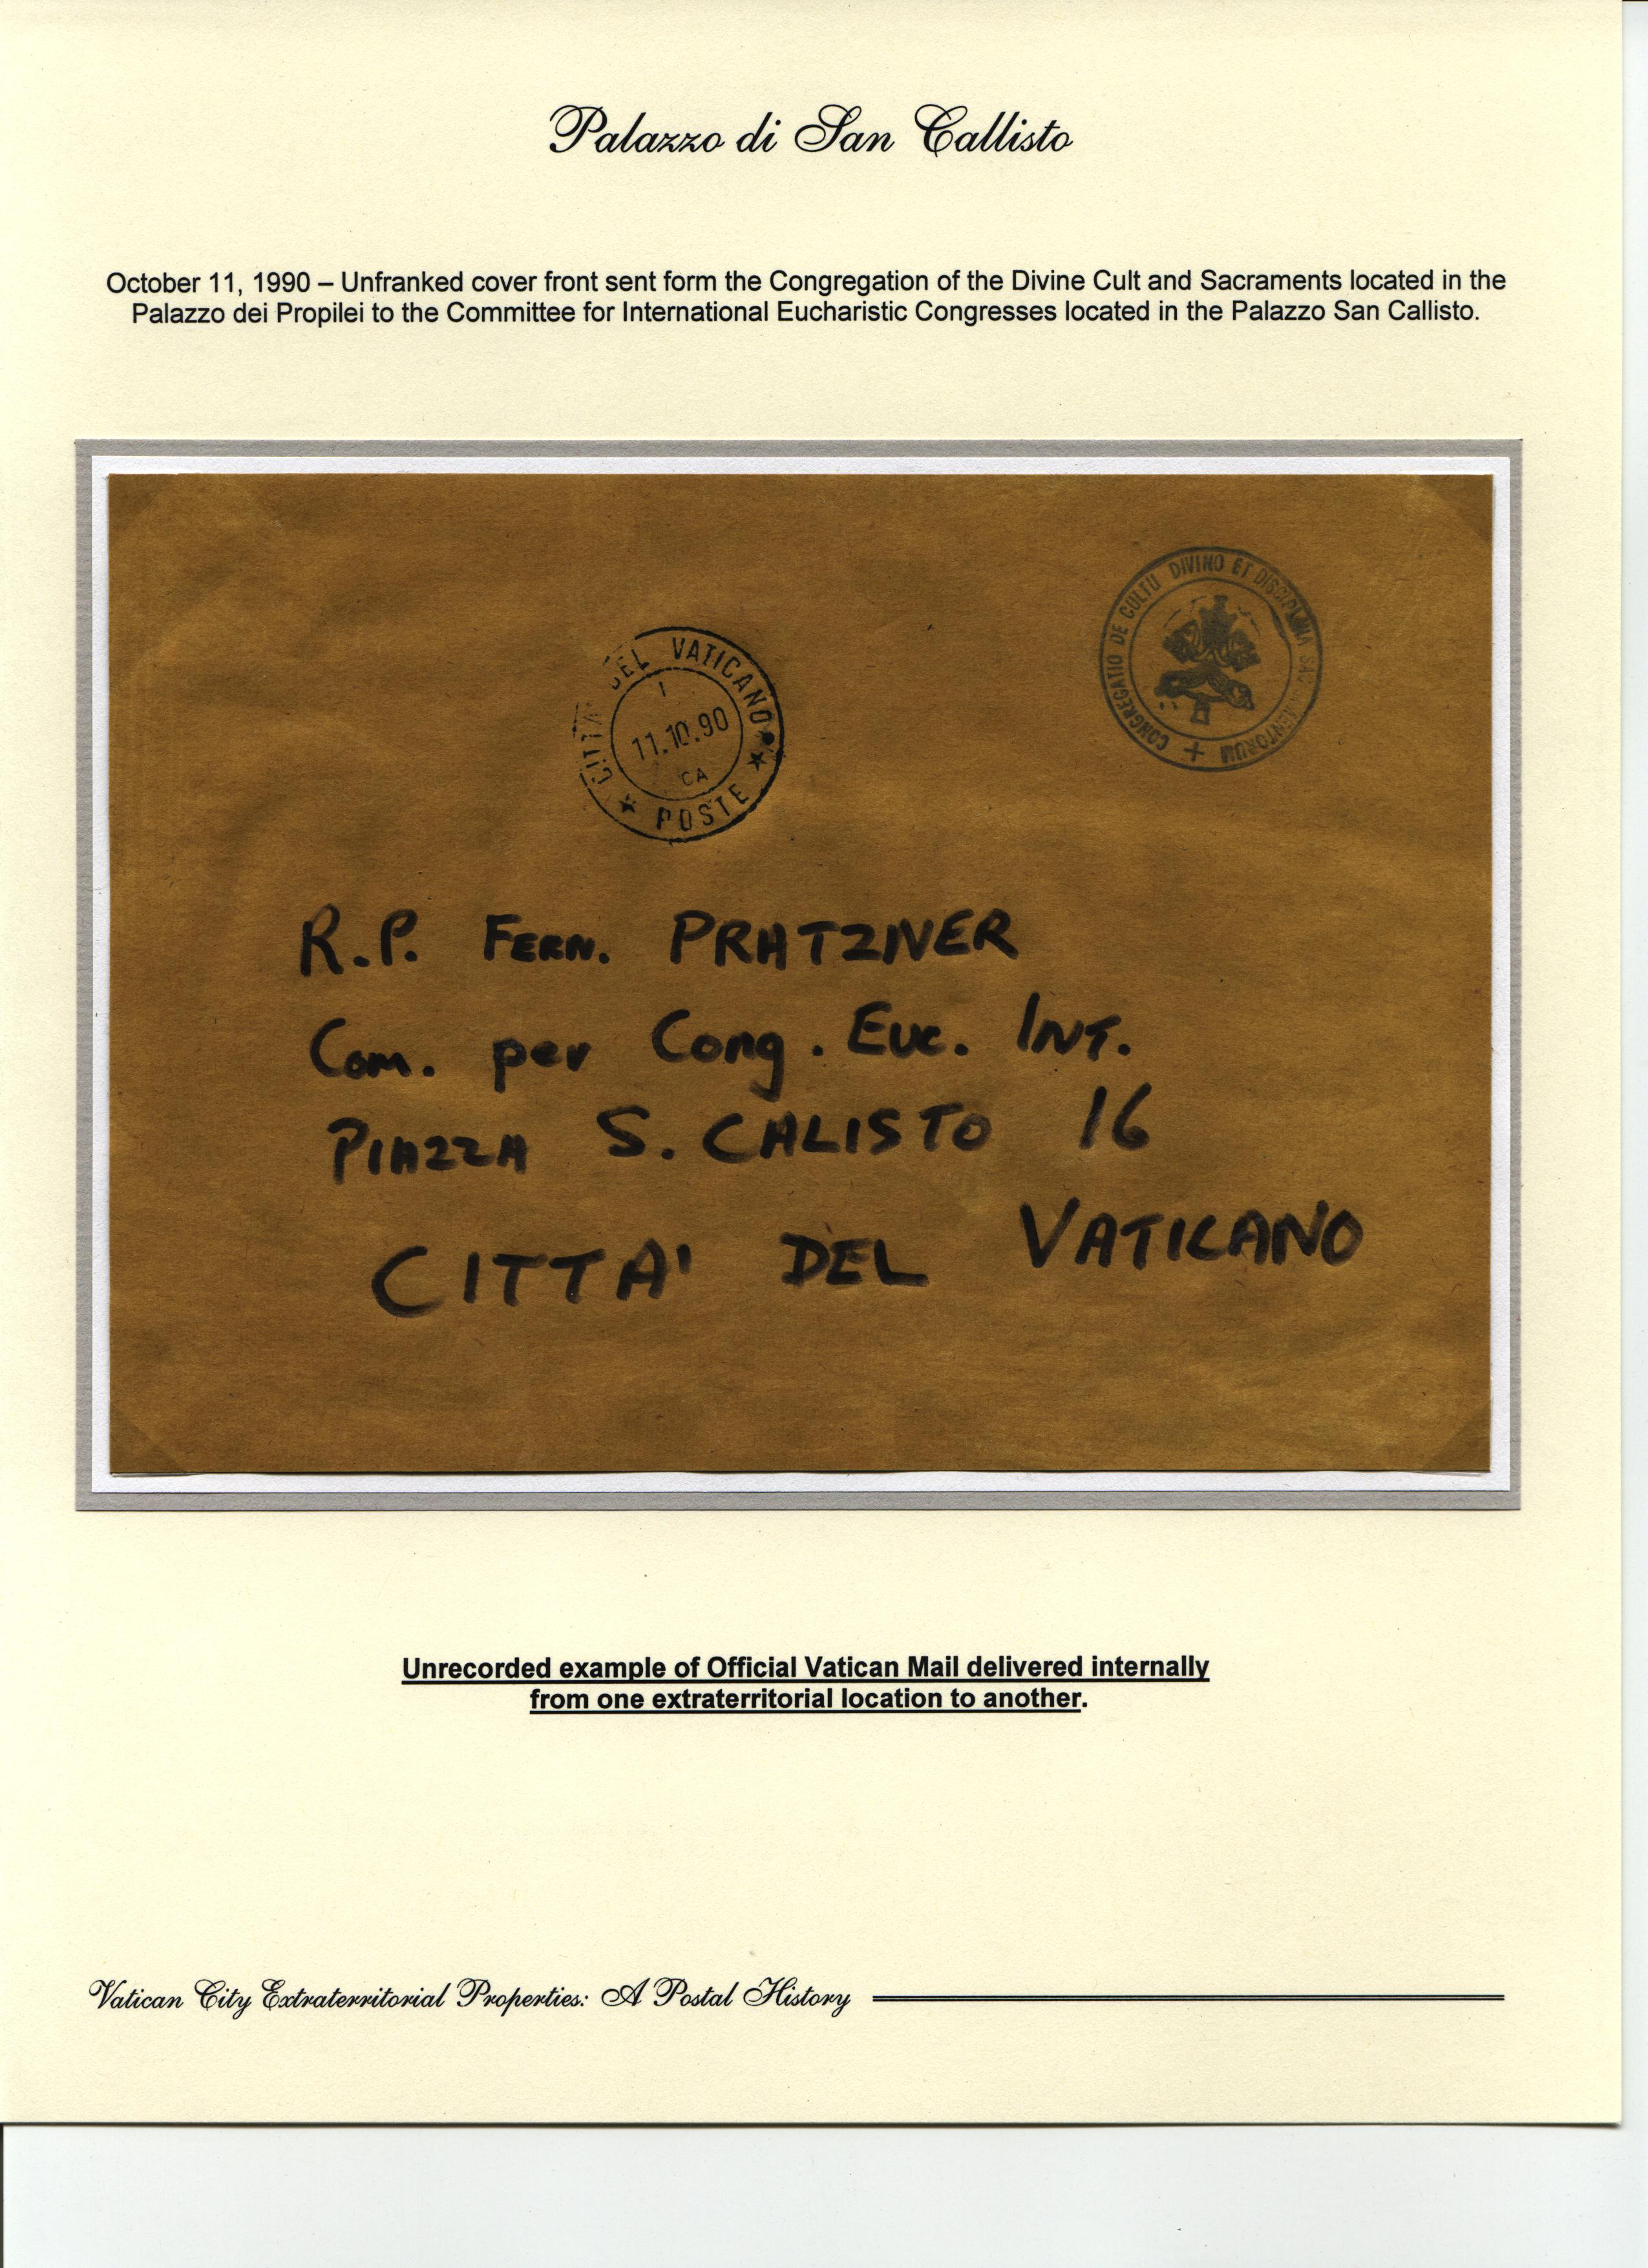 Palazzo di San Callisto
October 11, 1990 – Unfranked cover front sent form the Congregation of the Divine Cult and Sacraments located in the
Palazzo dei Propilei to the Committee for International Eucharistic Congresses located in the Palazzo San Callisto.
CONGREGATIO DE CULTU DIVINO ET DISCIPLINA
CITTA' DEL VATICANO
1
11.10.90
CA
POSTE
R.P. FERN. PRATZNER
Com. per Cong. Euc. INT.
PIAZZA S. CALISTO 16
CITTA' DEL VATICANO
Unrecorded example of Official Vatican Mail delivered internally
from one extraterritorial location to another.
Vatican City Extraterritorial Properties: A Postal History